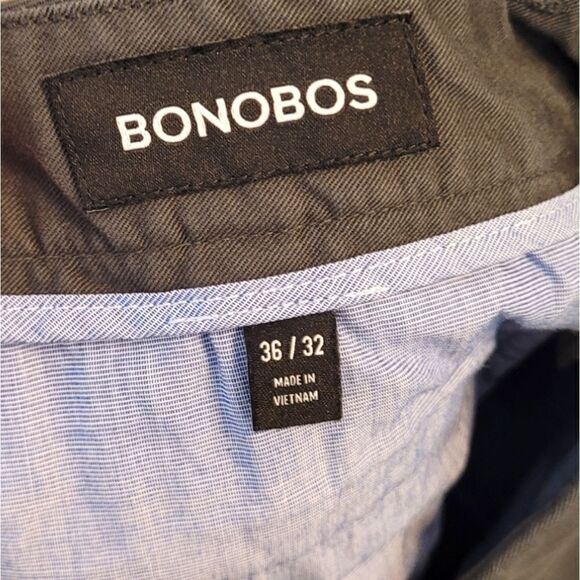 BONOBOS
36 / 32
MADE IN
VIETNAM